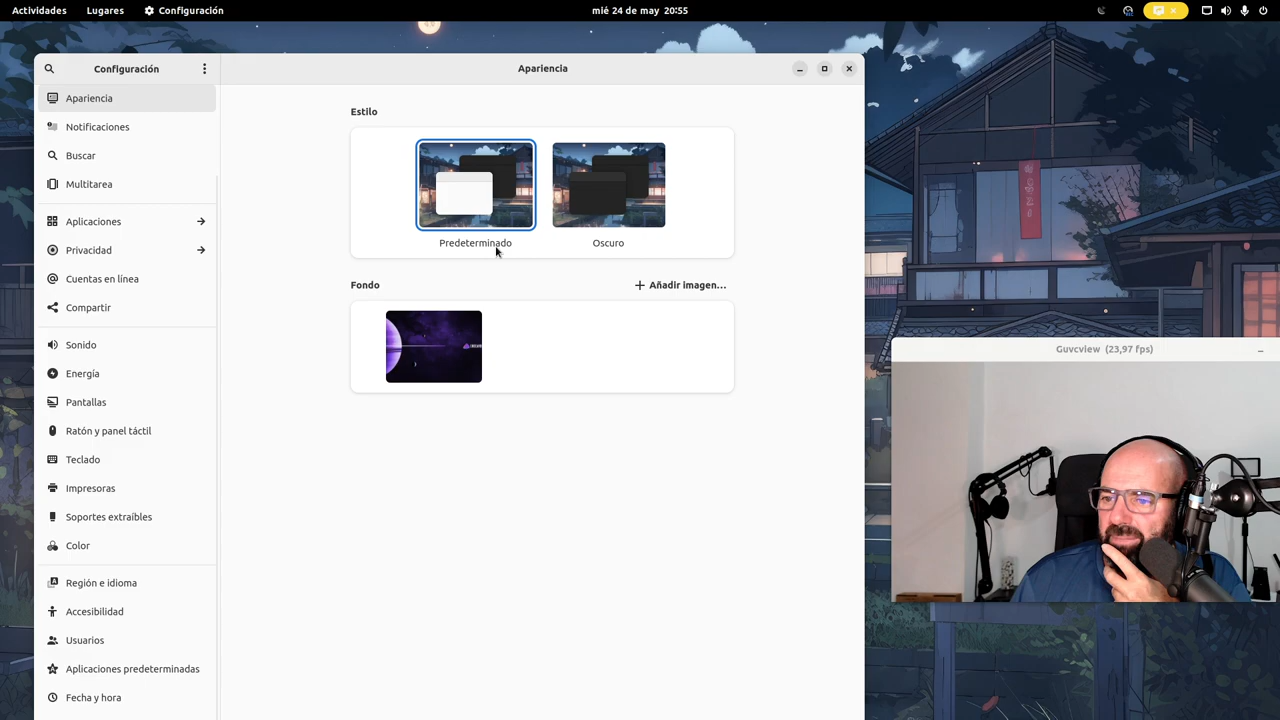 Actividades Lugares Configuración mié 24 de may 20:55
Configuración
Apariencia
Apariencia
Notificaciones
Buscar
Multitarea
Aplicaciones
Privacidad
Cuentas en línea
Compartir
Sonido
Energía
Pantallas
Ratón y panel táctil
Teclado
Impresoras
Soportes extraíbles
Color
Región e idioma
Accesibilidad
Usuarios
Aplicaciones predeterminadas
Fecha y hora
Estilo
Predeterminado Oscuro
Fondo + Añadir imagen...
Guvcview (23,97 fps)